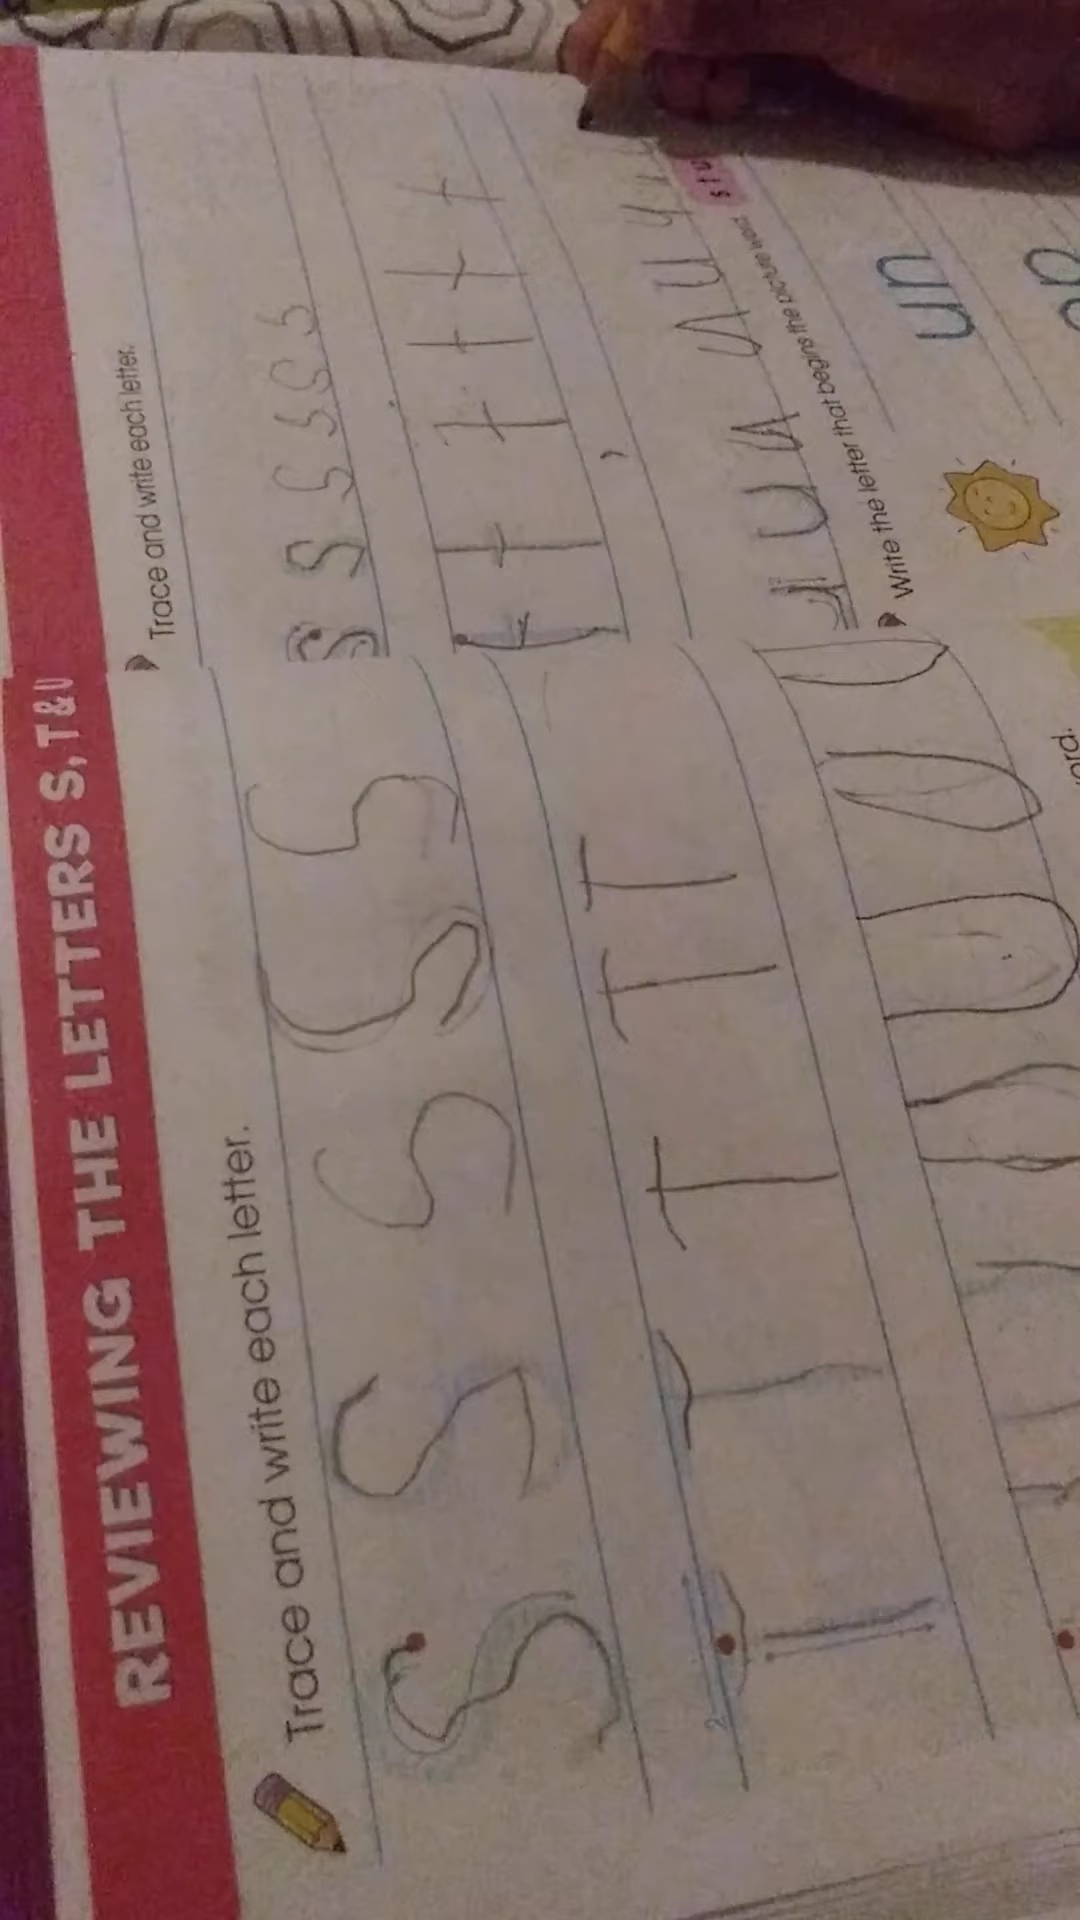 REVIEWING THE LETTERS S, T & U
Trace and write each letter.
S S S S S
T T T T T
Trace and write each letter.
s s s s s s
t t t t t t
u u u u u u
Write the letter that begins the picture word.
s t u
un